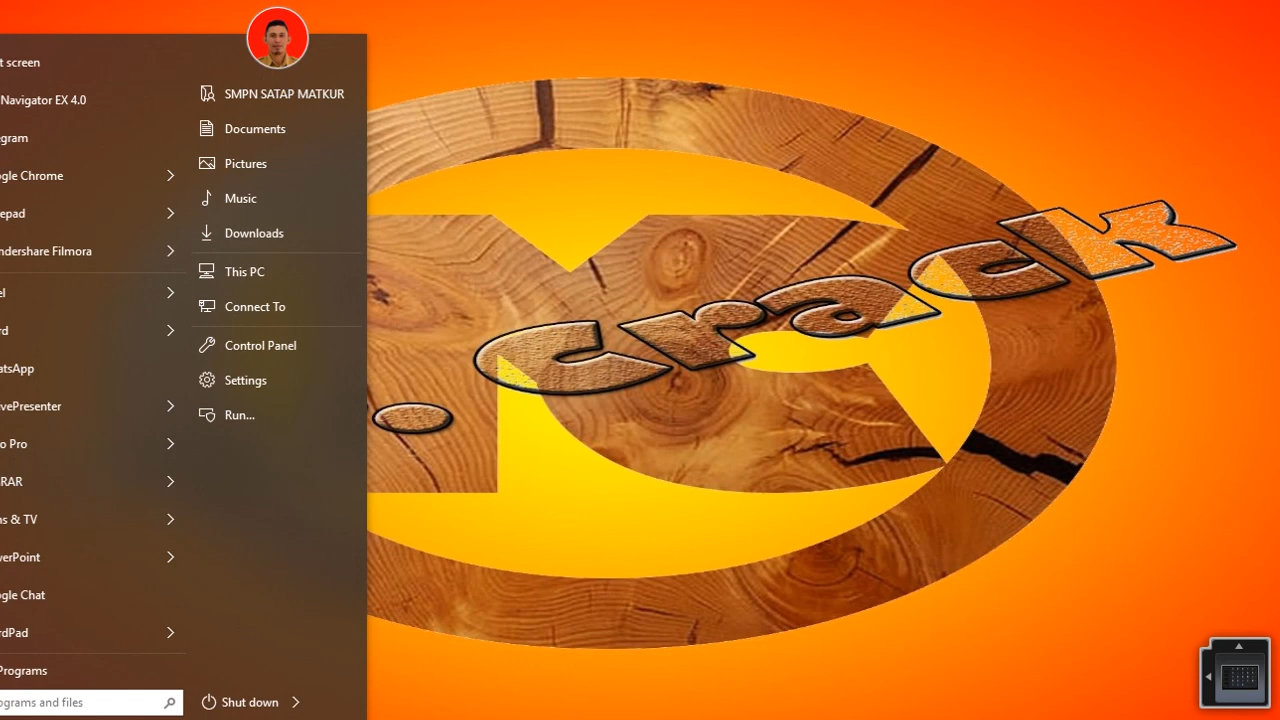 t screen
Navigator EX 4.0
gram
gle Chrome
epad
ndershare Filmora
el
rd
atsApp
ivePresenter
o Pro
RAR
ns & TV
verPoint
gle Chat
rdPad
Programs
ograms and files
SMPN SATAP MATKUR
Documents
Pictures
Music
Downloads
This PC
Connect To
Control Panel
Settings
Run...
Shut down
.crack